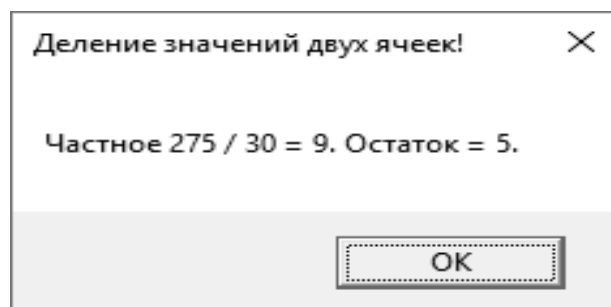 Деление значений двух ячеек!
Частное 275 / 30 = 9. Остаток = 5.
OK